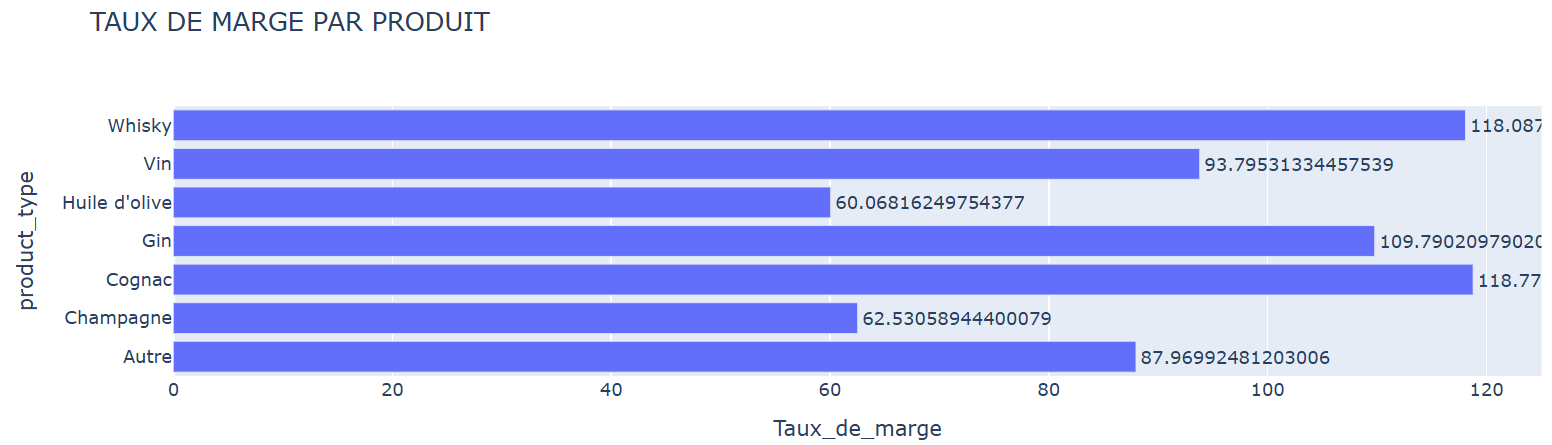 TAUX DE MARGE PAR PRODUIT
product_type
Whisky 118.087
Vin 93.79531334457539
Huile d'olive 60.06816249754377
Gin 109.79020979020
Cognac 118.77
Champagne 62.53058944400079
Autre 87.96992481203006
0 20 40 60 80 100 120
Taux_de_marge